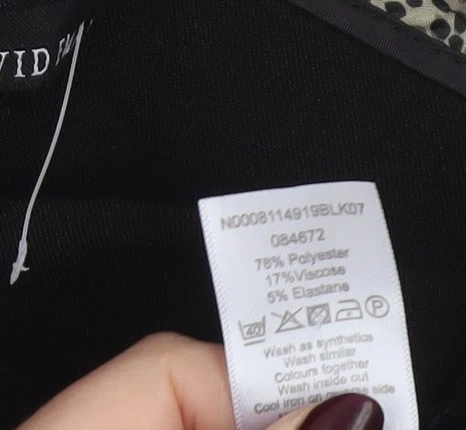 VID
N0008114919BLK07
084672
78% Polyester
17%Viscose
5% Elastane
P
Wash as synthetics
Wash similar
Colours together
Wash inside out
Cool iron on reverse side